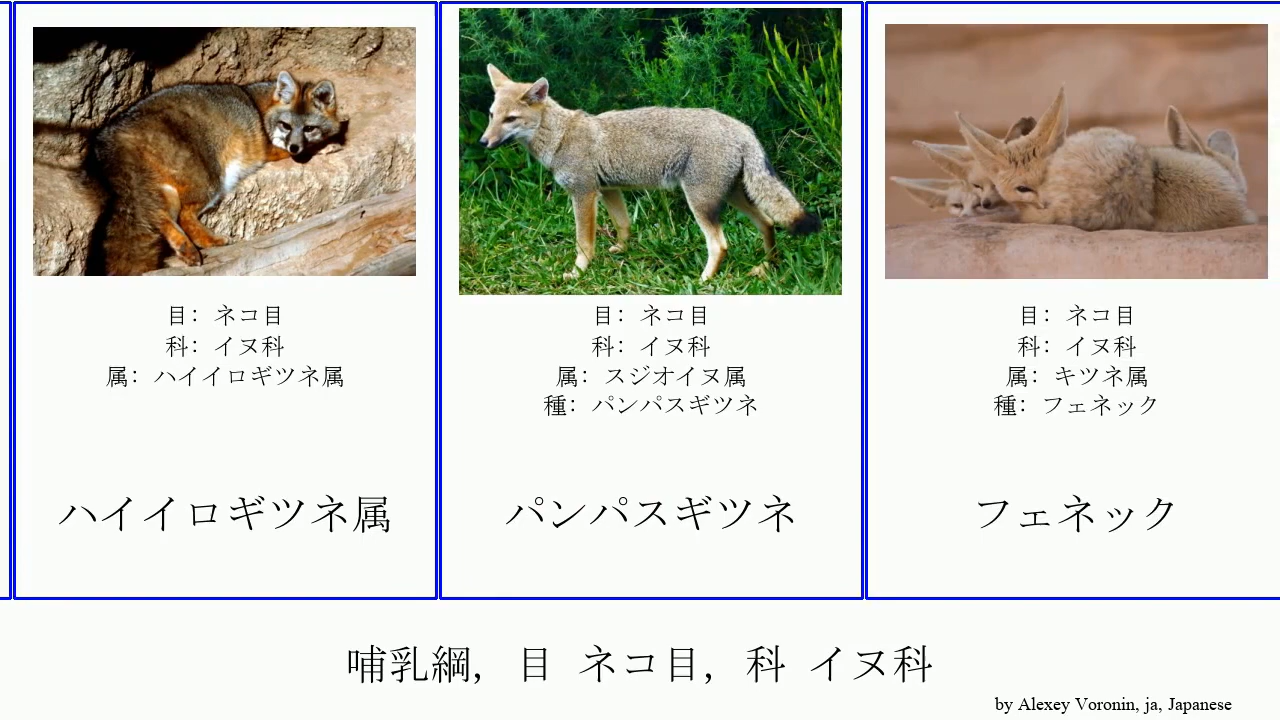 目: ネコ目
科: イヌ科
属: ハイイロギツネ属
ハイイロギツネ属
目: ネコ目
科: イヌ科
属: スジオイヌ属
種: パンパスギツネ
パンパスギツネ
目: ネコ目
科: イヌ科
属: キツネ属
種: フェネック
フェネック
哺乳綱, 目 ネコ目, 科 イヌ科
by Alexey Voronin, ja, Japanese